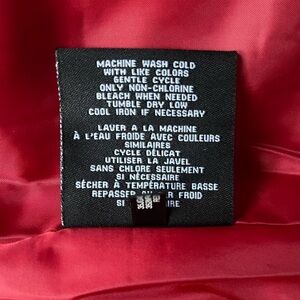 MACHINE WASH COLD
WITH LIKE COLORS
GENTLE CYCLE
ONLY NON-CHLORINE
BLEACH WHEN NEEDED
TUMBLE DRY LOW
COOL IRON IF NECESSARY
LAVER A LA MACHINE
À L'EAU FROIDE AVEC COULEURS
SIMILAIRES
CYCLE DÉLICAT
UTILISER LA JAVEL
SANS CHLORE SEULEMENT
SI NÉCESSAIRE
SÉCHER À TEMPÉRATURE BASSE
REPASSER FROID
SI